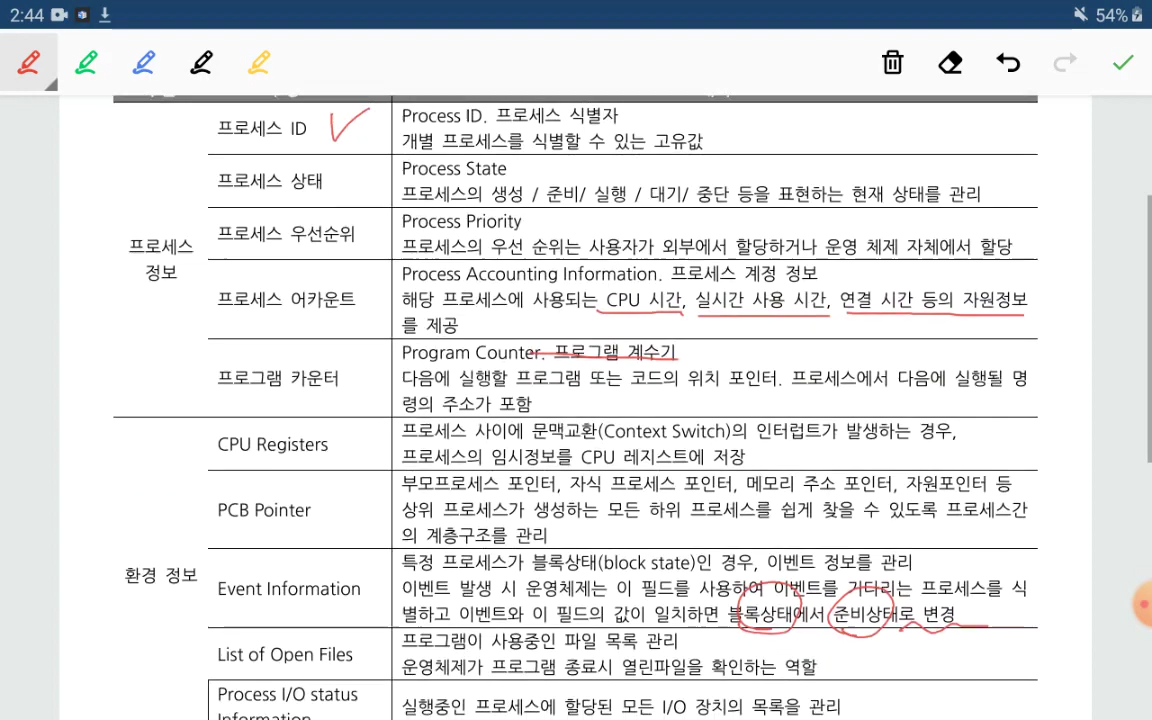 2:44
54%
프로세스 ID
Process ID. 프로세스 식별자
개별 프로세스를 식별할 수 있는 고유값
프로세스 상태
Process State
프로세스의 생성 / 준비/ 실행 / 대기/ 중단 등을 표현하는 현재 상태를 관리
프로세스
정보
프로세스 우선순위
Process Priority
프로세스의 우선 순위는 사용자가 외부에서 할당하거나 운영 체제 자체에서 할당
프로세스 어카운트
Process Accounting Information. 프로세스 계정 정보
해당 프로세스에 사용되는 CPU 시간, 실시간 사용 시간, 연결 시간 등의 자원정보
를 제공
프로그램 카운터
Program Counter. 프로그램 계수기
다음에 실행할 프로그램 또는 코드의 위치 포인터. 프로세스에서 다음에 실행될 명
령의 주소가 포함
CPU Registers
프로세스 사이에 문맥교환(Context Switch)의 인터럽트가 발생하는 경우,
프로세스의 임시정보를 CPU 레지스트에 저장
PCB Pointer
부모프로세스 포인터, 자식 프로세스 포인터, 메모리 주소 포인터, 자원포인터 등
상위 프로세스가 생성하는 모든 하위 프로세스를 쉽게 찾을 수 있도록 프로세스간
의 계층구조를 관리
환경 정보
Event Information
특정 프로세스가 블록상태(block state)인 경우, 이벤트 정보를 관리
이벤트 발생 시 운영체제는 이 필드를 사용하여 이벤트를 기다리는 프로세스를 식
별하고 이벤트와 이 필드의 값이 일치하면 블록상태에서 준비상태로 변경
List of Open Files
프로그램이 사용중인 파일 목록 관리
운영체제가 프로그램 종료시 열린파일을 확인하는 역할
Process I/O status
Information
실행중인 프로세스에 할당된 모든 I/O 장치의 목록을 관리